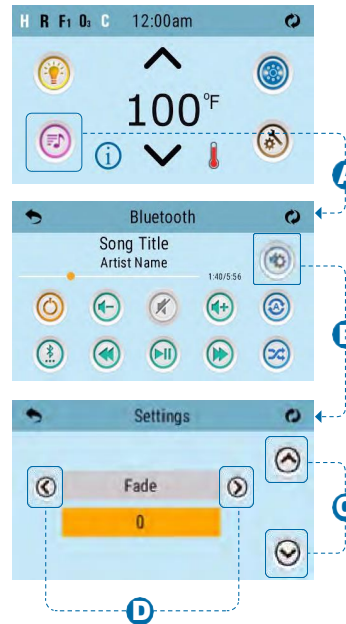 H R F1 O3 C 12:00am
100°F
A
Bluetooth
Song Title
Artist Name
1:40/5:56
B
Settings
Fade
0
C
D